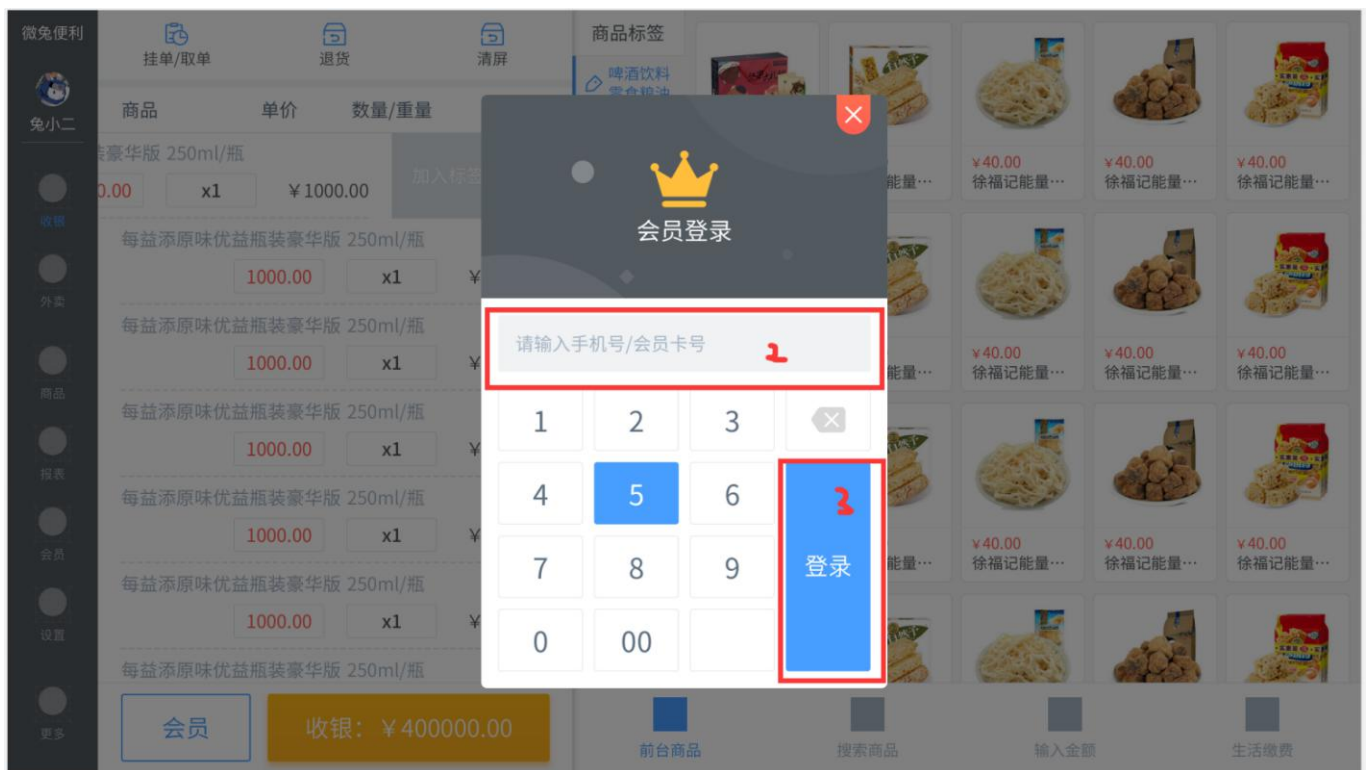 微兔便利
兔小二
收银
外卖
商品
报表
会员
设置
更多
挂单/取单
退货
清屏
商品
单价
数量/重量
装豪华版 250ml/瓶
0.00
x1
￥1000.00
加入标签
每益添原味优益瓶装豪华版 250ml/瓶
1000.00
x1
￥
每益添原味优益瓶装豪华版 250ml/瓶
1000.00
x1
￥
每益添原味优益瓶装豪华版 250ml/瓶
1000.00
x1
￥
每益添原味优益瓶装豪华版 250ml/瓶
1000.00
x1
￥
每益添原味优益瓶装豪华版 250ml/瓶
1000.00
x1
￥
每益添原味优益瓶装豪华版 250ml/瓶
会员
收银：￥400000.00
商品标签
啤酒饮料
零食粮油
会员登录
请输入手机号/会员卡号
2
1
2
3
4
5
6
3
7
8
9
登录
0
00
能量…
￥40.00
徐福记能量…
￥40.00
徐福记能量…
￥40.00
徐福记能量…
能量…
￥40.00
徐福记能量…
￥40.00
徐福记能量…
￥40.00
徐福记能量…
能量…
￥40.00
徐福记能量…
￥40.00
徐福记能量…
￥40.00
徐福记能量…
前台商品
搜索商品
输入金额
生活缴费